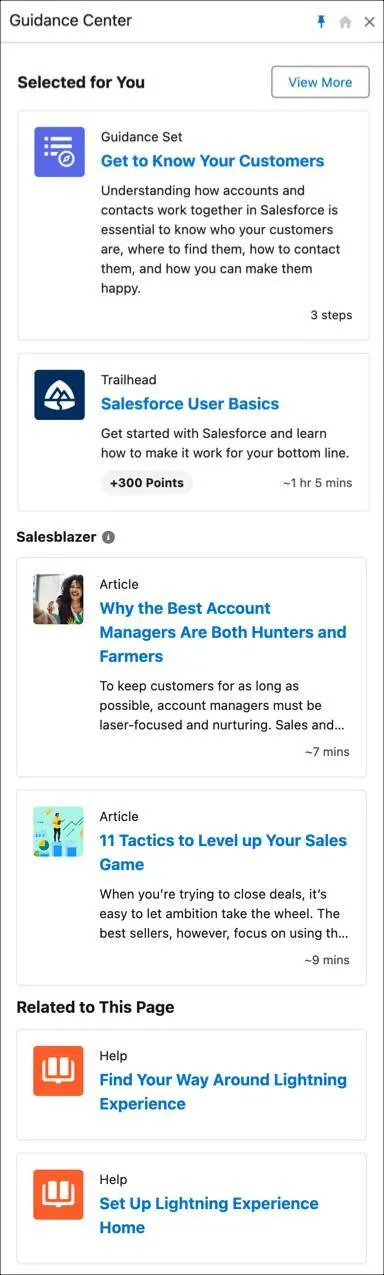 Guidance Center
Selected for You
View More
Guidance Set
Get to Know Your Customers
Understanding how accounts and
contacts work together in Salesforce is
essential to know who your customers
are, where to find them, how to contact
them, and how you can make them
happy.
3 steps
Trailhead
Salesforce User Basics
Get started with Salesforce and learn
how to make it work for your bottom line.
+300 Points
~1 hr 5 mins
Salesblazer
Article
Why the Best Account
Managers Are Both Hunters and
Farmers
To keep customers for as long as
possible, account managers must be
laser-focused and nurturing. Sales and...
~7 mins
Article
11 Tactics to Level up Your Sales
Game
When you’re trying to close deals, it’s
easy to let ambition take the wheel. The
best sellers, however, focus on using th...
~9 mins
Related to This Page
Help
Find Your Way Around Lightning
Experience
Help
Set Up Lightning Experience
Home